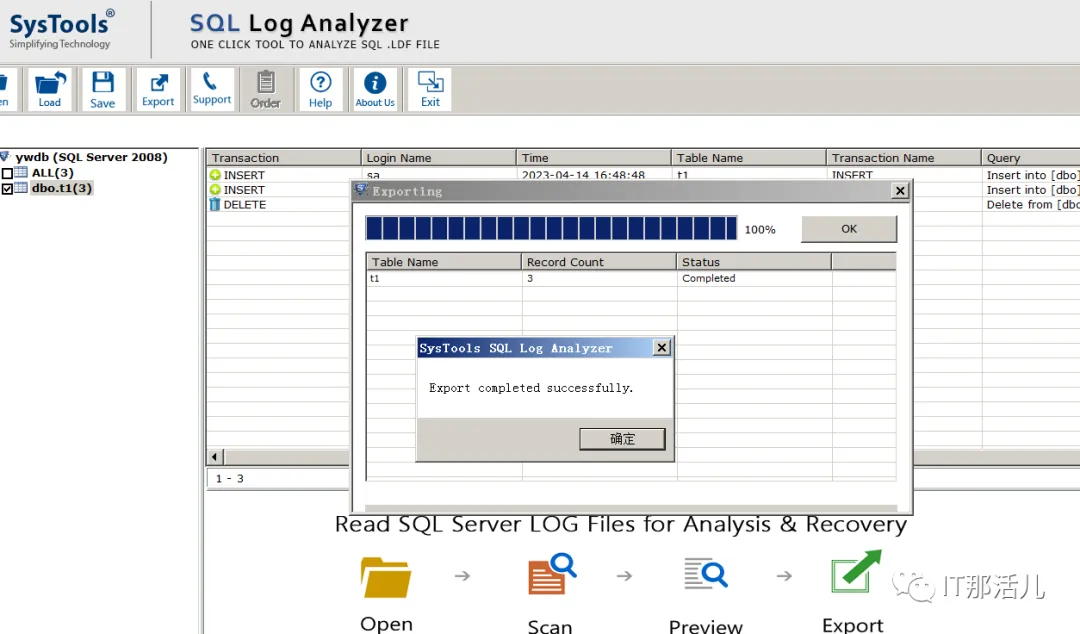 SysTools®
Simplifying Technology
SQL Log Analyzer
ONE CLICK TOOL TO ANALYZE SQL .LDF FILE
en
Load
Save
Export
Support
Order
Help
About Us
Exit
ywdb (SQL Server 2008)
ALL(3)
dbo.t1(3)
Transaction Login Name Time Table Name Transaction Name Query
INSERT sa 2023-04-14 16:48:48 t1 INSERT Insert into [dbo]
INSERT Insert into [dbo]
DELETE Delete from [dbo
1 - 3
Exporting
100%
OK
Table Name Record Count Status
t1 3 Completed
SysTools SQL Log Analyzer
Export completed successfully.
确定
Read SQL Server LOG Files for Analysis & Recovery
Open
Scan
Preview
Export
IT那活儿